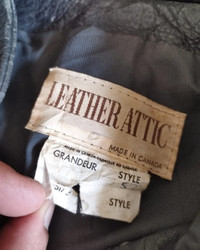 LEATHER ATTIC
MADE IN CANADA
GRANDEUR
STYLE
S
STYLE